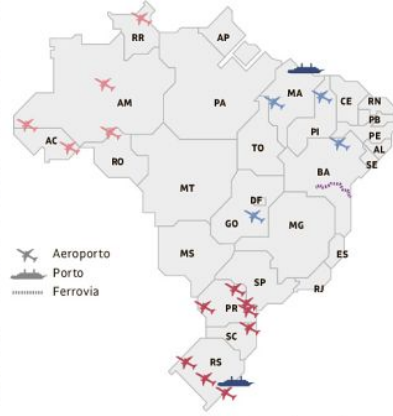 RR
AP
AM
PA
MA
CE
RN
PB
PE
AL
SE
PI
AC
RO
TO
BA
MT
DF
GO
MG
ES
MS
SP
RJ
PR
SC
RS
Aeroporto
Porto
Ferrovia